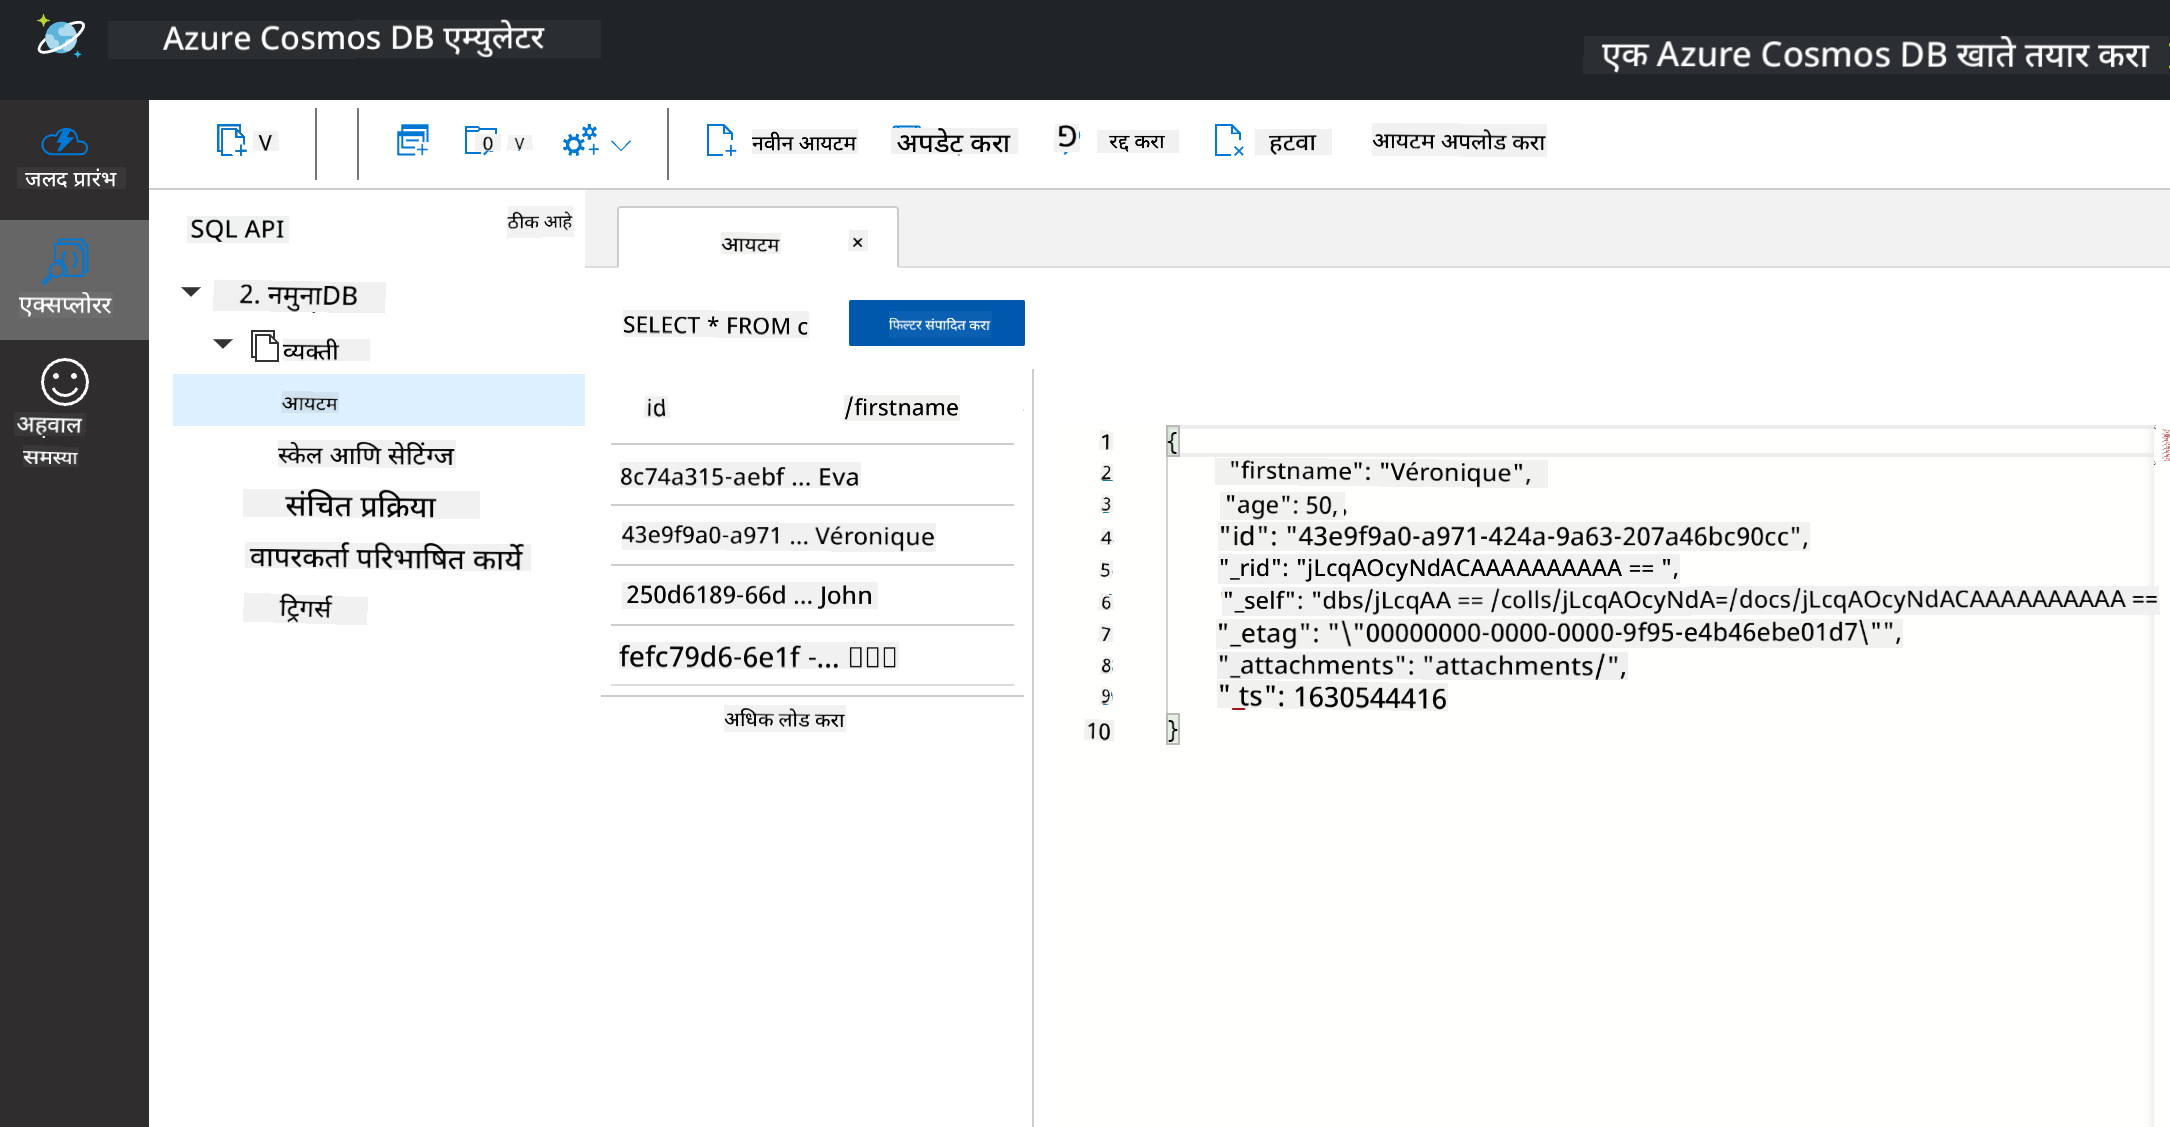 Azure Cosmos DB एम्युलेटर
एक Azure Cosmos DB खाते तयार करा
जलद प्रारंभ
एक्सप्लोरर
अहवाल
समस्या
नवीन आयटम
अपडेट करा
रद्द करा
हटवा
आयटम अपलोड करा
SQL API
ठीक आहे
2. नमुनाDB
व्यक्ती
आयटम
स्केल आणि सेटिंग्ज
संचित प्रक्रिया
वापरकर्ता परिभाषित कार्ये
ट्रिगर्स
आयटम ×
SELECT * FROM c
फिल्टर संपादित करा
id /firstname
8c74a315-aebf ... Eva
43e9f9a0-a971 ... Véronique
250d6189-66d ... John
fefc79d6-6e1f -...
अधिक लोड करा
1 {
2 "firstname": "Véronique",
3 "age": 50,
4 "id": "43e9f9a0-a971-424a-9a63-207a46bc90cc",
5 "_rid": "jLcqAOcyNdACAAAAAAAAAA == ",
6 "_self": "dbs/jLcqAA == /colls/jLcqAOcyNdA=/docs/jLcqAOcyNdACAAAAAAAAAA ==
7 "_etag": "\"00000000-0000-0000-9f95-e4b46ebe01d7\"",
8 "_attachments": "attachments/",
9 "_ts": 1630544416
10 }